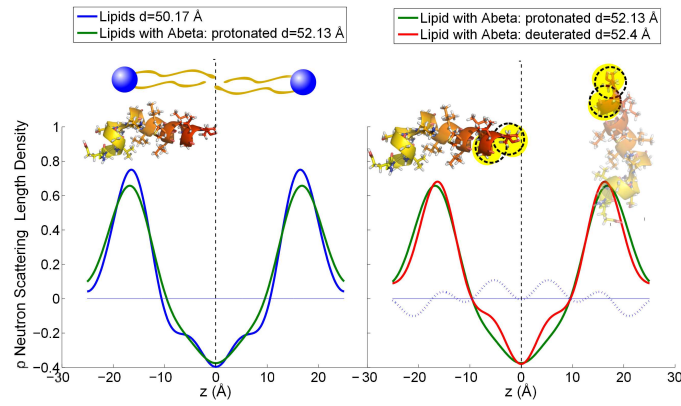 Lipids d=50.17 Å
Lipids with Abeta: protonated d=52.13 Å
Lipid with Abeta: protonated d=52.13 Å
Lipid with Abeta: deuterated d=52.4 Å
ρ Neutron Scattering Length Density
1
0.8
0.6
0.4
0.2
0
−0.2
−0.4
−30 −20 −10 0 10 20 −30 −20 −10 0 10 20 30
z (Å) z (Å)